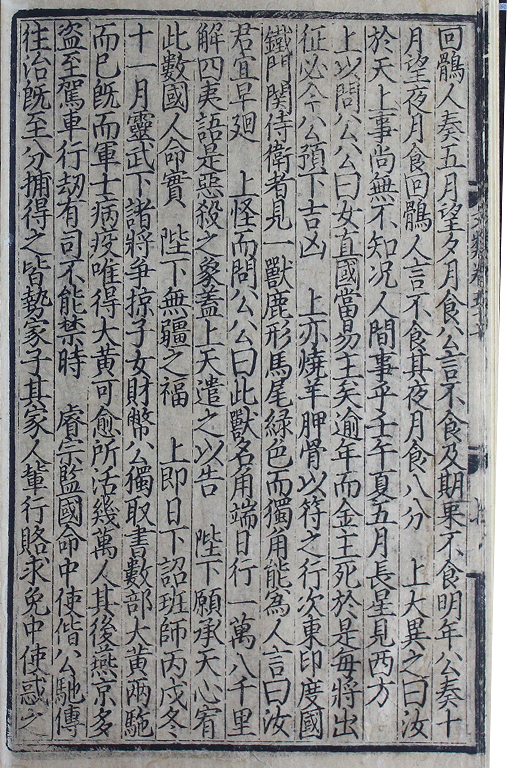 回鶻人奏五月望夕月食公言不食及期果不食明年公奏十
月望夜月食回鶻人言不食其夜月食八分　上大異之曰汝
於天上事尚無不知况人間事乎壬午夏五月長星見西方
上以問公公曰女直國當易主矣逾年而金主死於是每將出
征必令公預下吉凶　上亦燒羊胛骨以符之行次東印度國
鐵門関侍衛者見一獸鹿形馬尾緑色而獨角能為人言曰汝
君宜早廻　上怪而問公公曰此獸名角端日行一萬八千里
解四夷語是惡殺之象蓋上天遣之以告　陛下願承天心宥
此數國人命實　陛下無疆之福　上即日下詔班師丙戌冬
十一月靈武下諸將争掠子女財幣公獨取書數部大黄兩駞
而已既而軍士病疫唯得大黄可愈所活幾萬人其後燕京多
盗至駕車行劫有司不能禁時　睿宗監國命中使偕公馳傳
往治既至分捕得之皆勢家子其家人輩行賂求免中使惑之